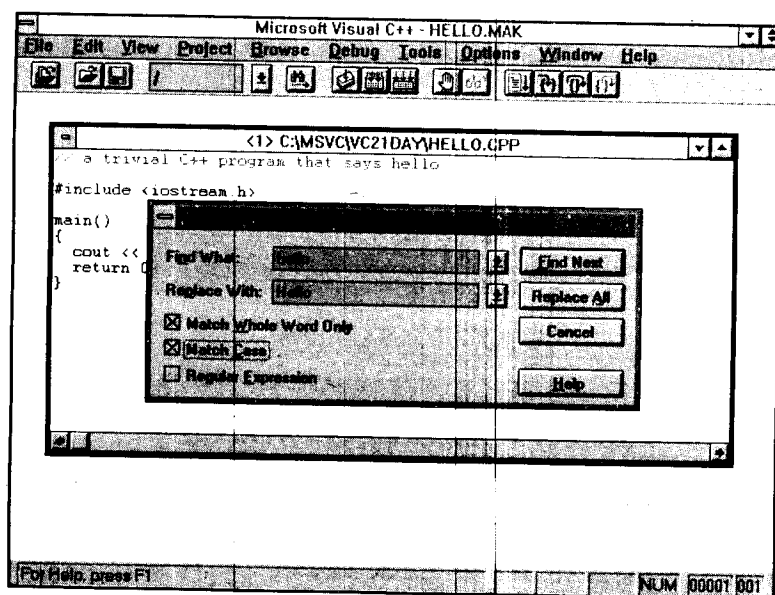 Microsoft Visual C++ - HELLO.MAK
File Edit View Project Browse Debug Tools Options Window Help
/
<1> C:\MSVC\VC21DAY\HELLO.CPP
// a trivial C++ program that says hello
#include <iostream.h>
main()
{
cout <<
return 0
}
Find What: hello
Find Next
Replace With: Hello
Replace All
Match Whole Word Only
Cancel
Match Case
Regular Expression
Help
For Help, press F1
NUM 00001 001